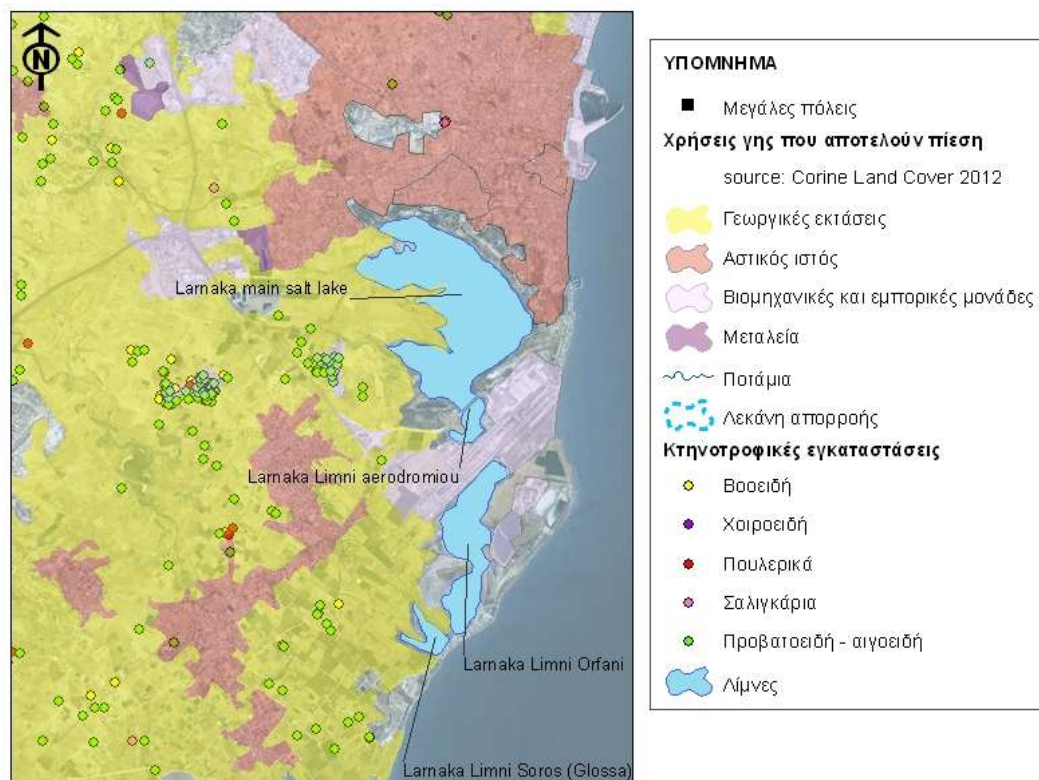 N
Larnaka main salt lake
Larnaka Limni aerodromiou
Larnaka Limni Orfani
Larnaka Limni Soros (Glossa)
ΥΠΟΜΝΗΜΑ
Μεγάλες πόλεις
Χρήσεις γης που αποτελούν πίεση
source: Corine Land Cover 2012
Γεωργικές εκτάσεις
Αστικός ιστός
Βιομηχανικές και εμπορικές μονάδες
Μεταλεία
Ποτάμια
Λεκάνη απορροής
Κτηνοτροφικές εγκαταστάσεις
Βοοειδή
Χοιροειδή
Πουλερικά
Σαλιγκάρια
Προβατοειδή - αιγοειδή
Λίμνες